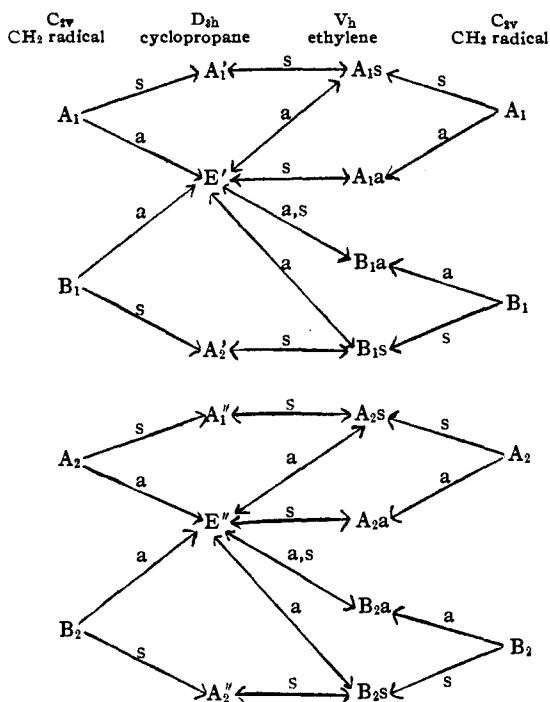 C2v D3h Vh C2v
CH2 radical cyclopropane ethylene CH2 radical
A1' s A1s
s s
A1 a A1
a a
E' s A1a
a a,s
a B1a a
B1 B1
s s
A2' s B1s
A1" s A2s
s s
A2 a A2
a a
E" s A2a
a a,s
a B2a a
B2 B2
s s
A2" s B2s